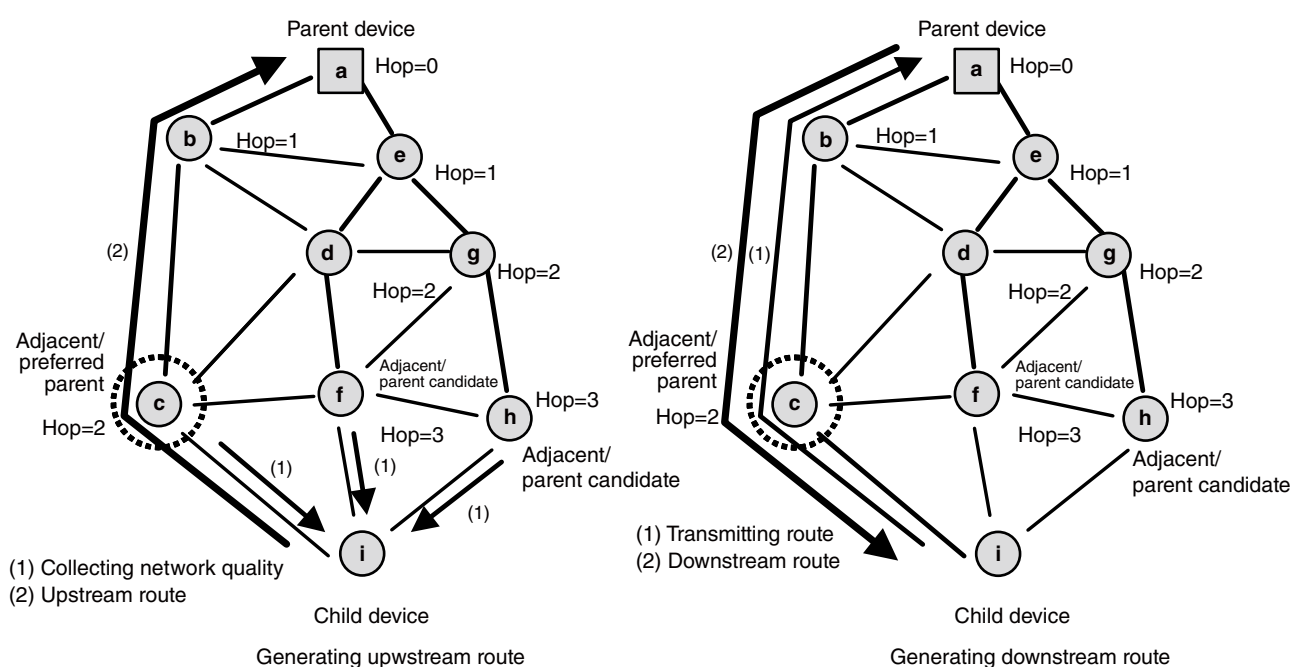 Parent device
a
Hop=0
b
Hop=1
e
Hop=1
(2)
d
g
Hop=2
Hop=2
Adjacent/
preferred
parent
c
Hop=2
f
Adjacent/
parent candidate
Hop=3
h
Hop=3
Adjacent/
parent candidate
(1)
(1)
(1)
i
(1) Collecting network quality
(2) Upstream route
Child device
Generating upwstream route
Parent device
a
Hop=0
b
Hop=1
e
Hop=1
(2)
(1)
d
g
Hop=2
Hop=2
Adjacent/
preferred
parent
c
Hop=2
f
Adjacent/
parent candidate
Hop=3
h
Hop=3
Adjacent/
parent candidate
(1) Transmitting route
(2) Downstream route
i
Child device
Generating downstream route